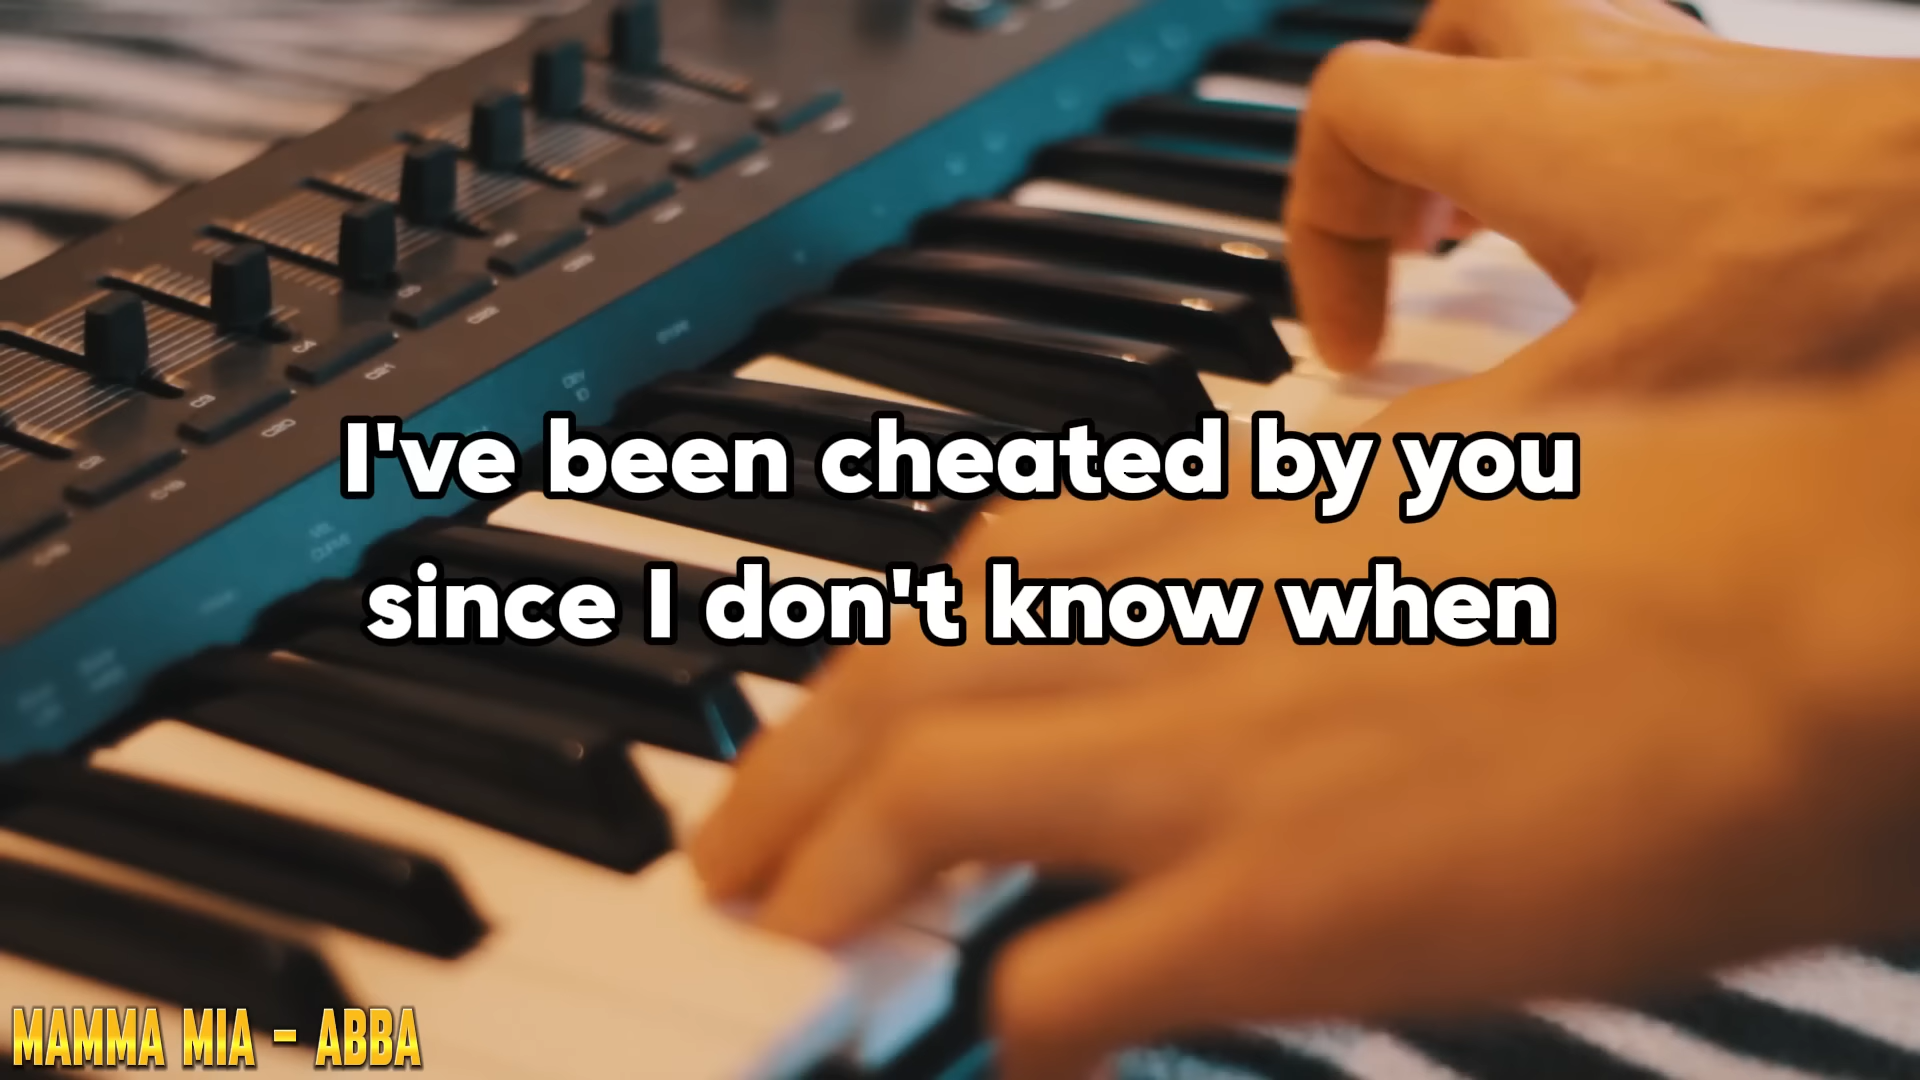 I've been cheated by you
since I don't know when
MAMMA MIA - ABBA